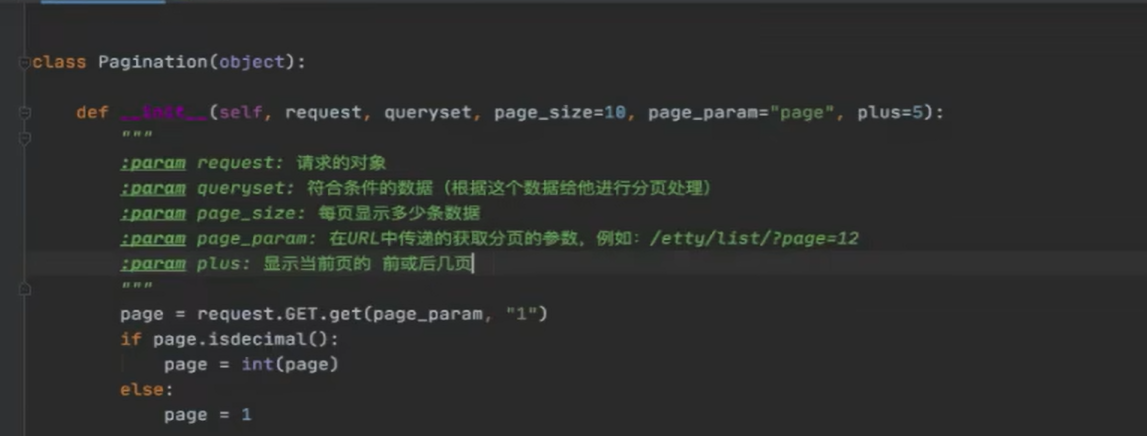 class Pagination(object):
def __init__(self, request, queryset, page_size=10, page_param="page", plus=5):
"""
:param request: 请求的对象
:param queryset: 符合条件的数据（根据这个数据给他进行分页处理）
:param page_size: 每页显示多少条数据
:param page_param: 在URL中传递的获取分页的参数，例如：/etty/list/?page=12
:param plus: 显示当前页的 前或后几页
"""
page = request.GET.get(page_param, "1")
if page.isdecimal():
page = int(page)
else:
page = 1